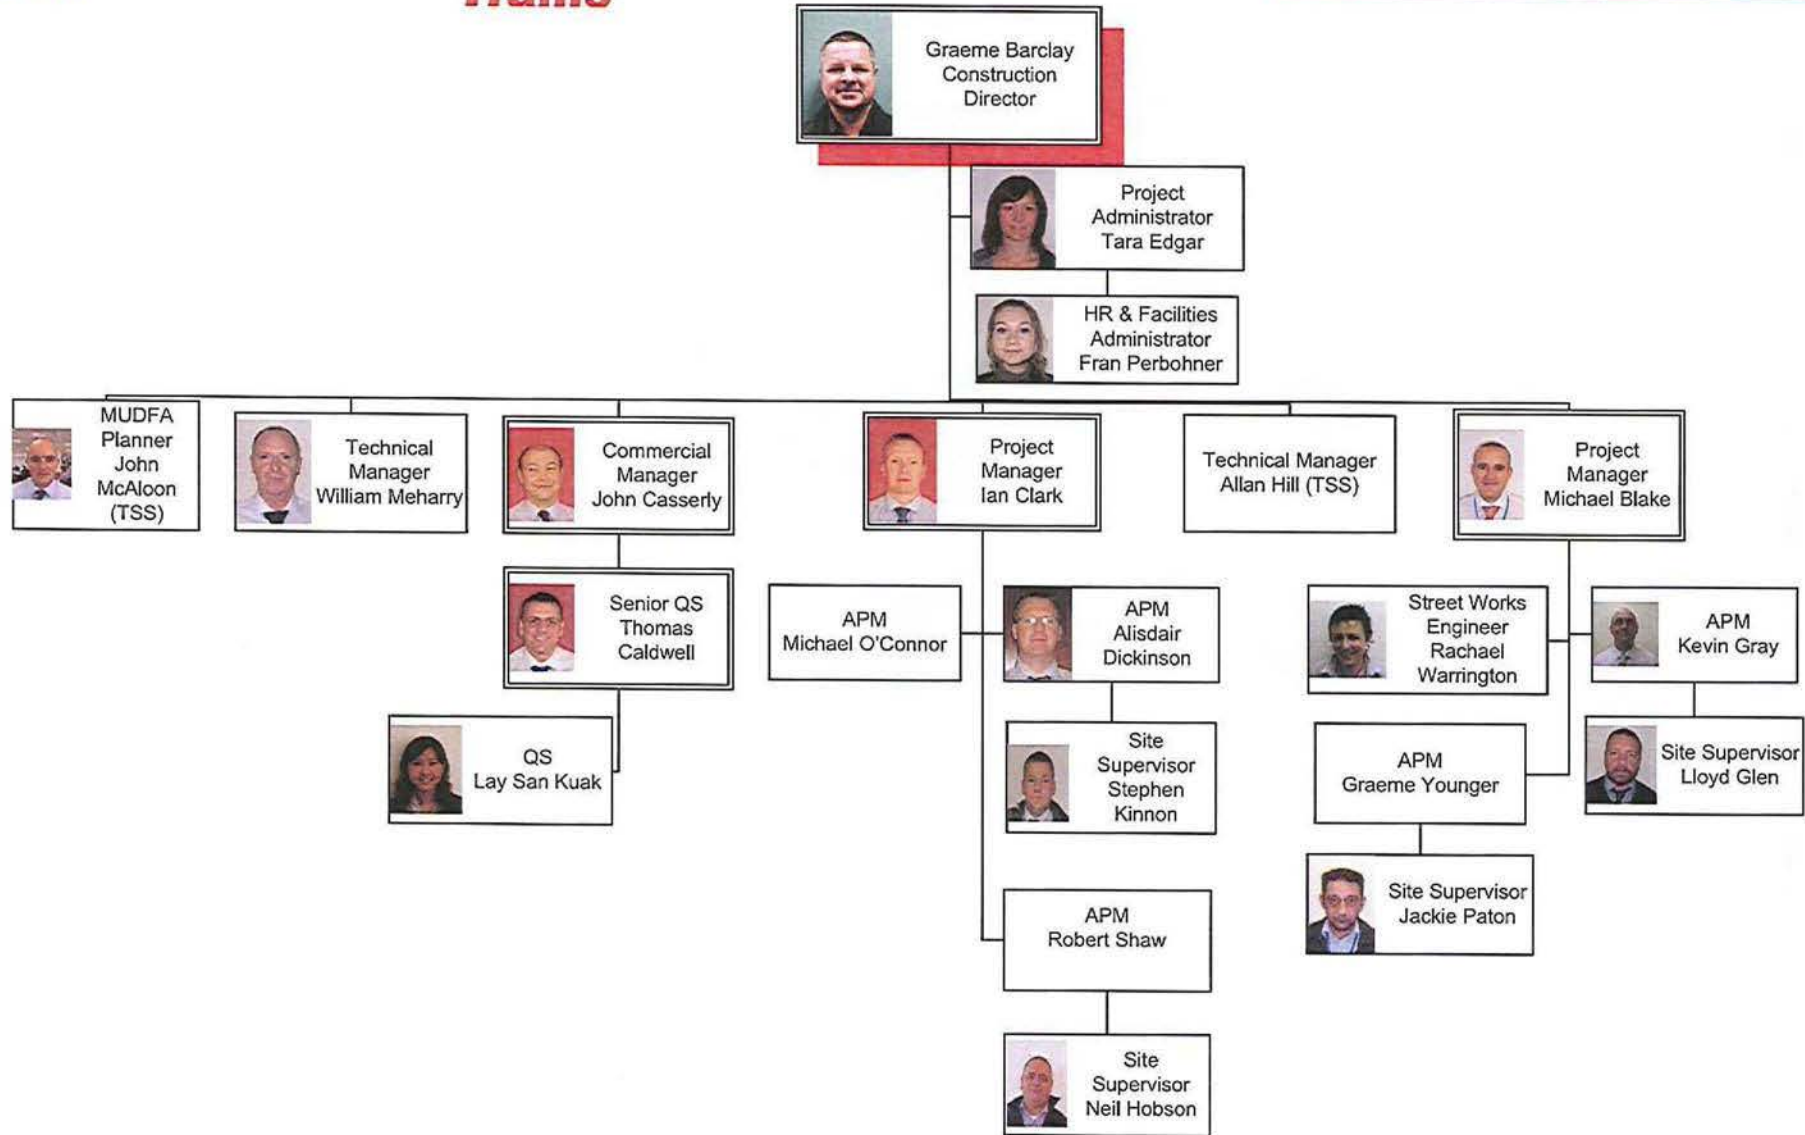 Graeme Barclay
Construction
Director
Project
Administrator
Tara Edgar
HR & Facilities
Administrator
Fran Perbohner
MUDFA
Planner
John
McAloon
(TSS)
Technical
Manager
William Meharry
Commercial
Manager
John Casserly
Project
Manager
Ian Clark
Technical Manager
Allan Hill (TSS)
Project
Manager
Michael Blake
Senior QS
Thomas
Caldwell
APM
Michael O'Connor
APM
Alisdair
Dickinson
Street Works
Engineer
Rachael
Warrington
APM
Kevin Gray
QS
Lay San Kuak
Site
Supervisor
Stephen
Kinnon
APM
Graeme Younger
Site Supervisor
Lloyd Glen
Site Supervisor
Jackie Paton
APM
Robert Shaw
Site
Supervisor
Neil Hobson